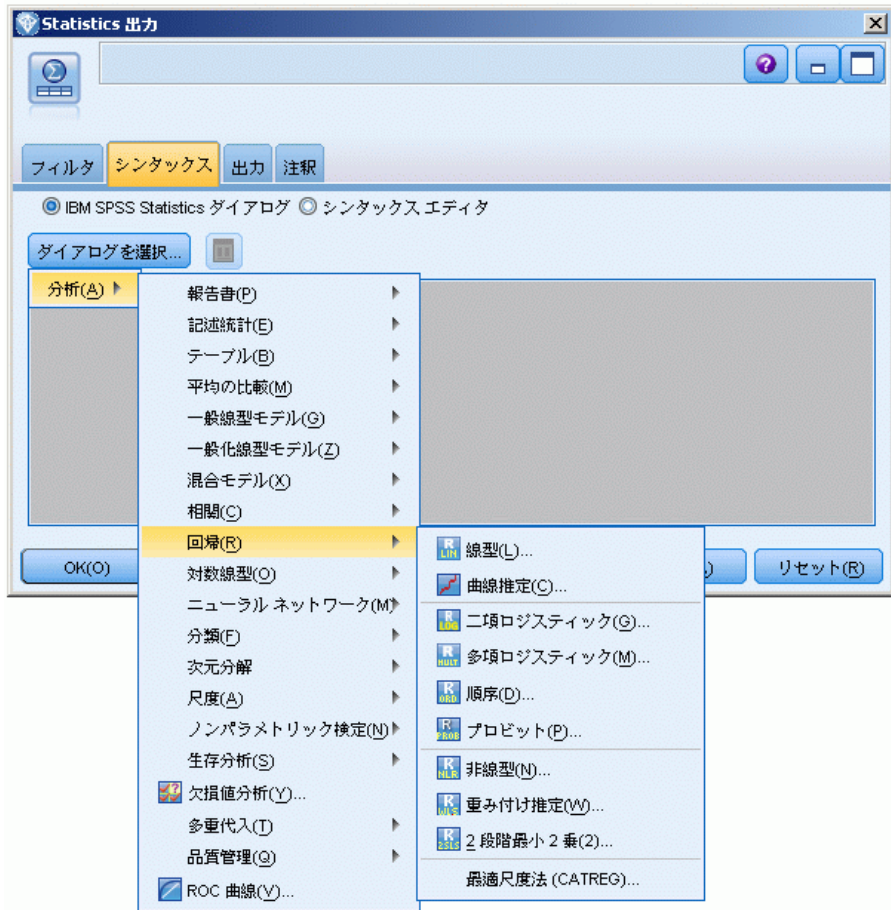 Statistics 出力
フィルタ シンタックス 出力 注釈
IBM SPSS Statistics ダイアログ シンタックス エディタ
ダイアログを選択...
分析(A)
報告書(P)
記述統計(E)
テーブル(B)
平均の比較(M)
一般線型モデル(G)
一般化線型モデル(Z)
混合モデル(X)
相関(C)
回帰(R)
対数線型(O)
ニューラル ネットワーク(M)
分類(F)
次元分解
尺度(A)
ノンパラメトリック検定(N)
生存分析(S)
欠損値分析(Y)...
多重代入(T)
品質管理(Q)
ROC 曲線(V)...
線型(L)...
曲線推定(C)...
二項ロジスティック(G)...
多項ロジスティック(M)...
順序(D)...
プロビット(P)...
非線型(N)...
重み付け推定(W)...
2 段階最小 2 乗(2)...
最適尺度法 (CATREG)...
OK(O) リセット(R)